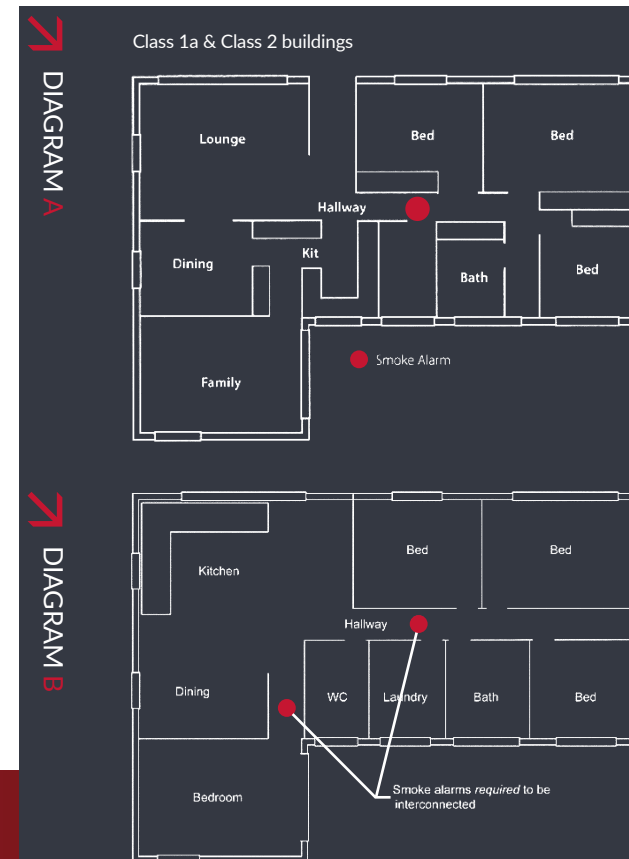 Class 1a & Class 2 buildings
DIAGRAM A
Lounge
Bed
Bed
Hallway
Kit
Dining
Bath
Bed
Smoke Alarm
Family
DIAGRAM B
Bed
Bed
Kitchen
Hallway
Dining
WC
Laundry
Bath
Bed
Smoke alarms required to be
interconnected
Bedroom